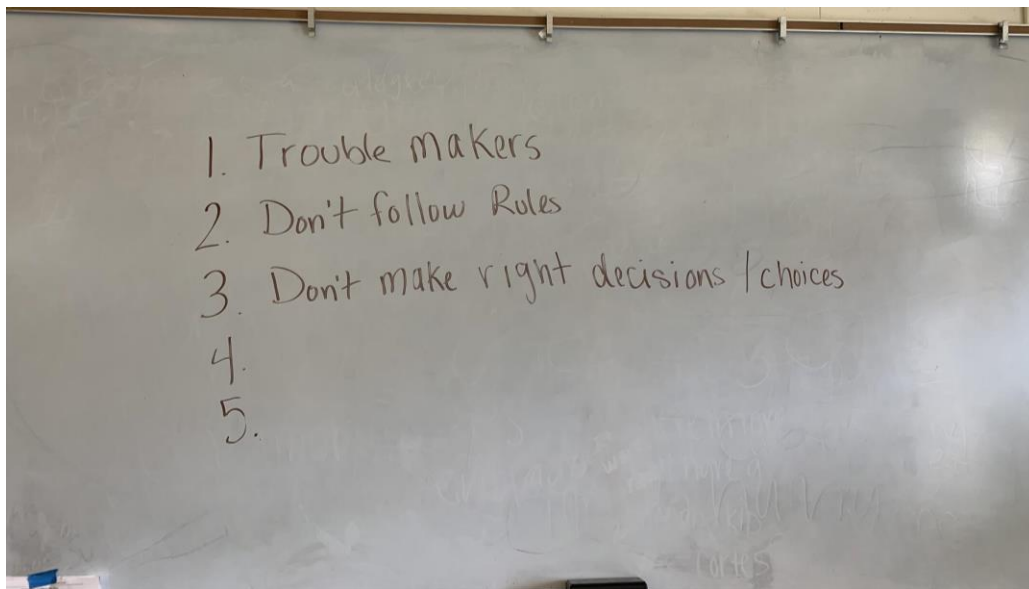 1. Trouble makers
2. Don't follow Rules
3. Don't make right decisions / choices
4.
5.